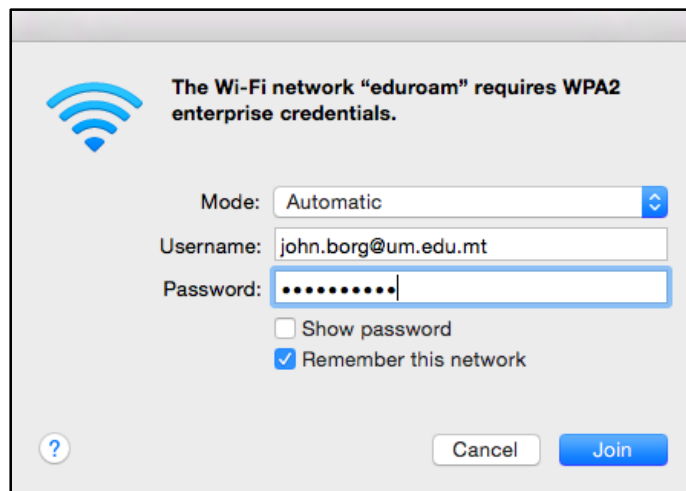 The Wi-Fi network “eduroam” requires WPA2
enterprise credentials.
Mode: Automatic
Username: john.borg@um.edu.mt
Password: ••••••••••
Show password
Remember this network
? Cancel Join